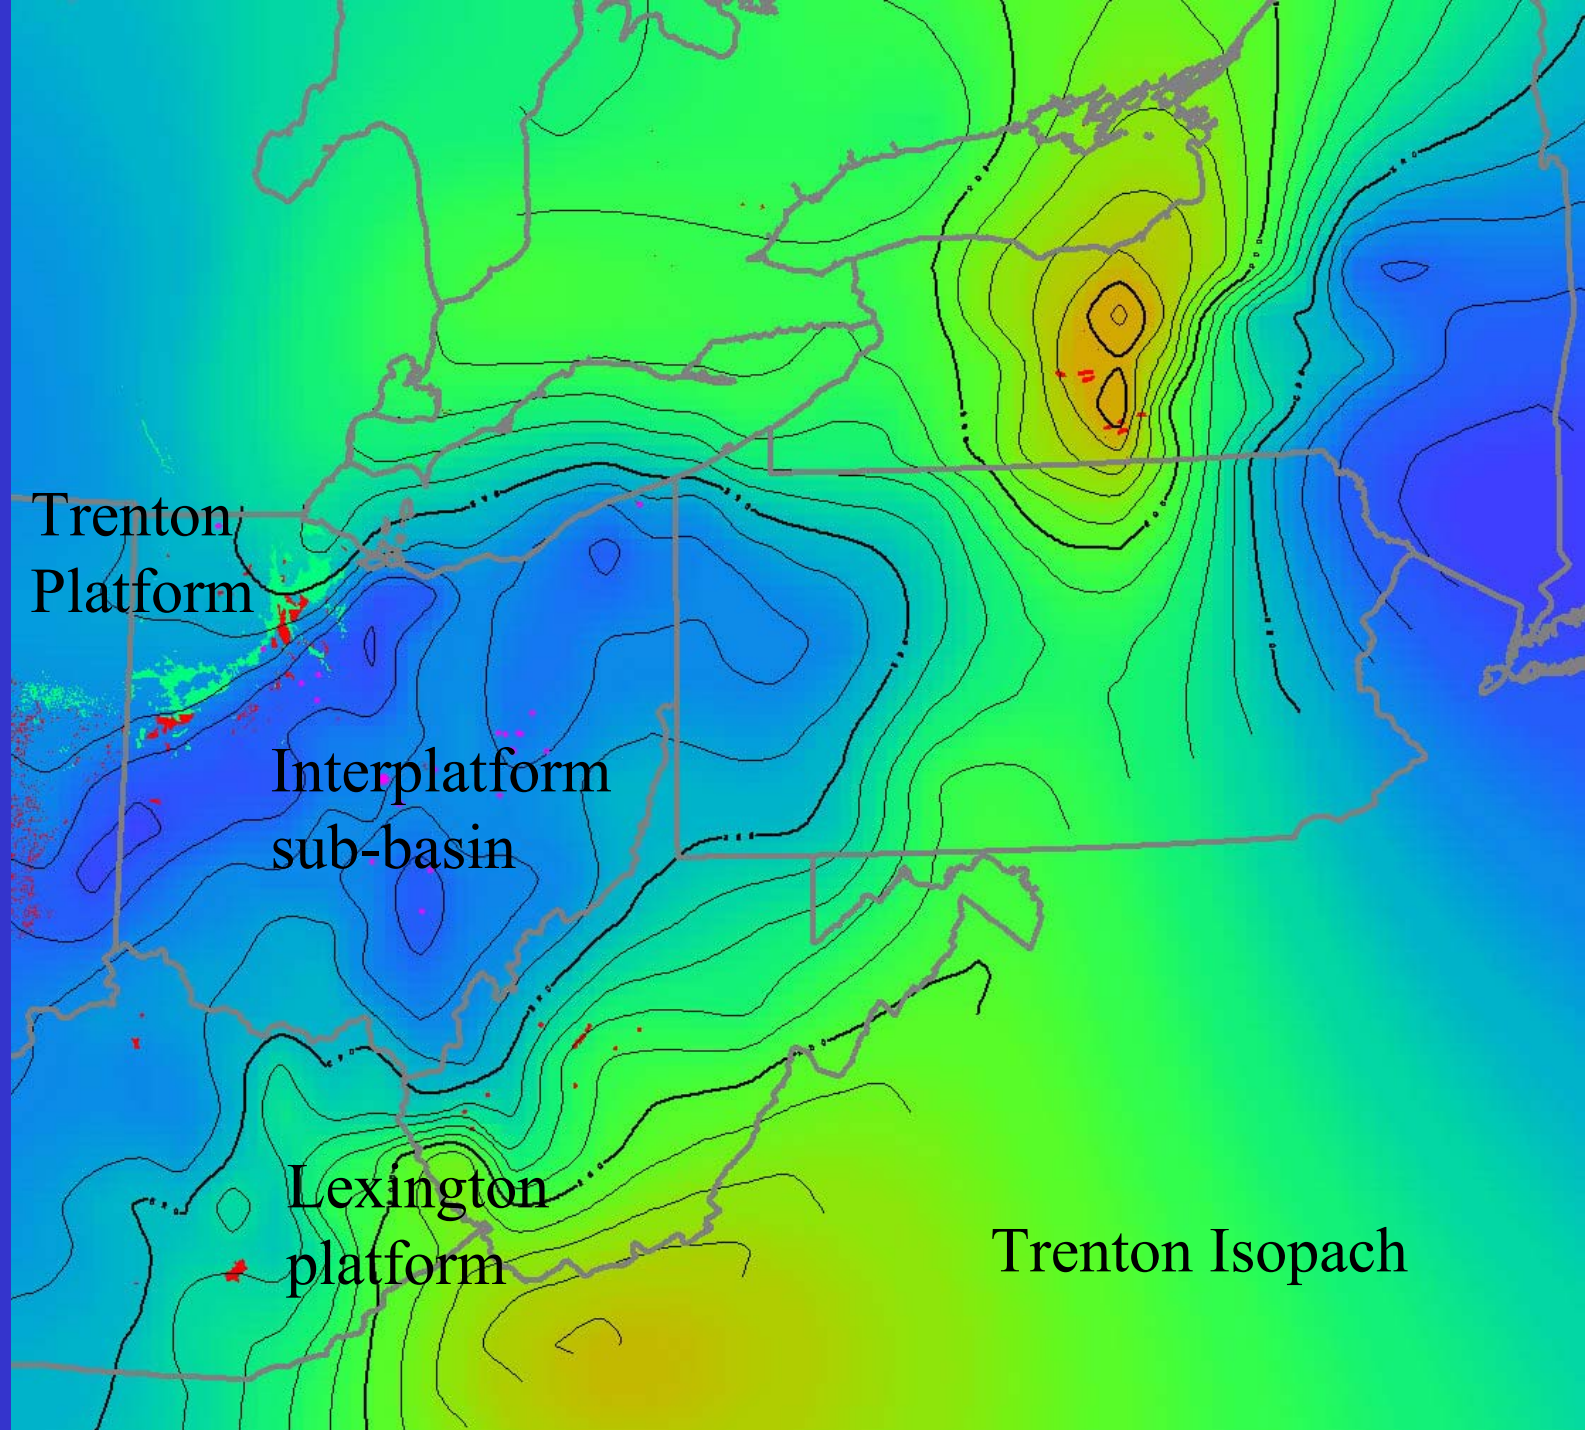 Trenton
Platform
Interplatform
sub-basin
Lexington
platform
Trenton Isopach